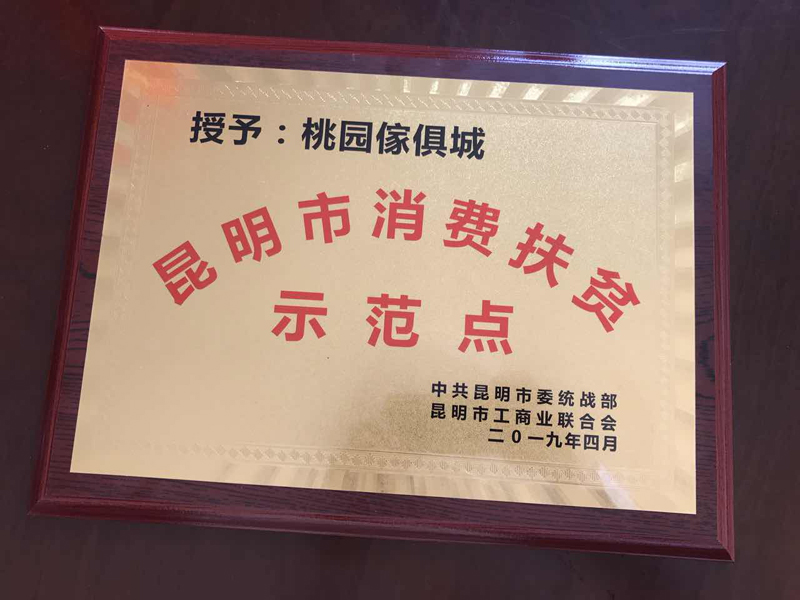 授予：桃园傢俱城
昆明市消费扶贫
示范点
中共昆明市委统战部
昆明市工商业联合会
二0一九年四月